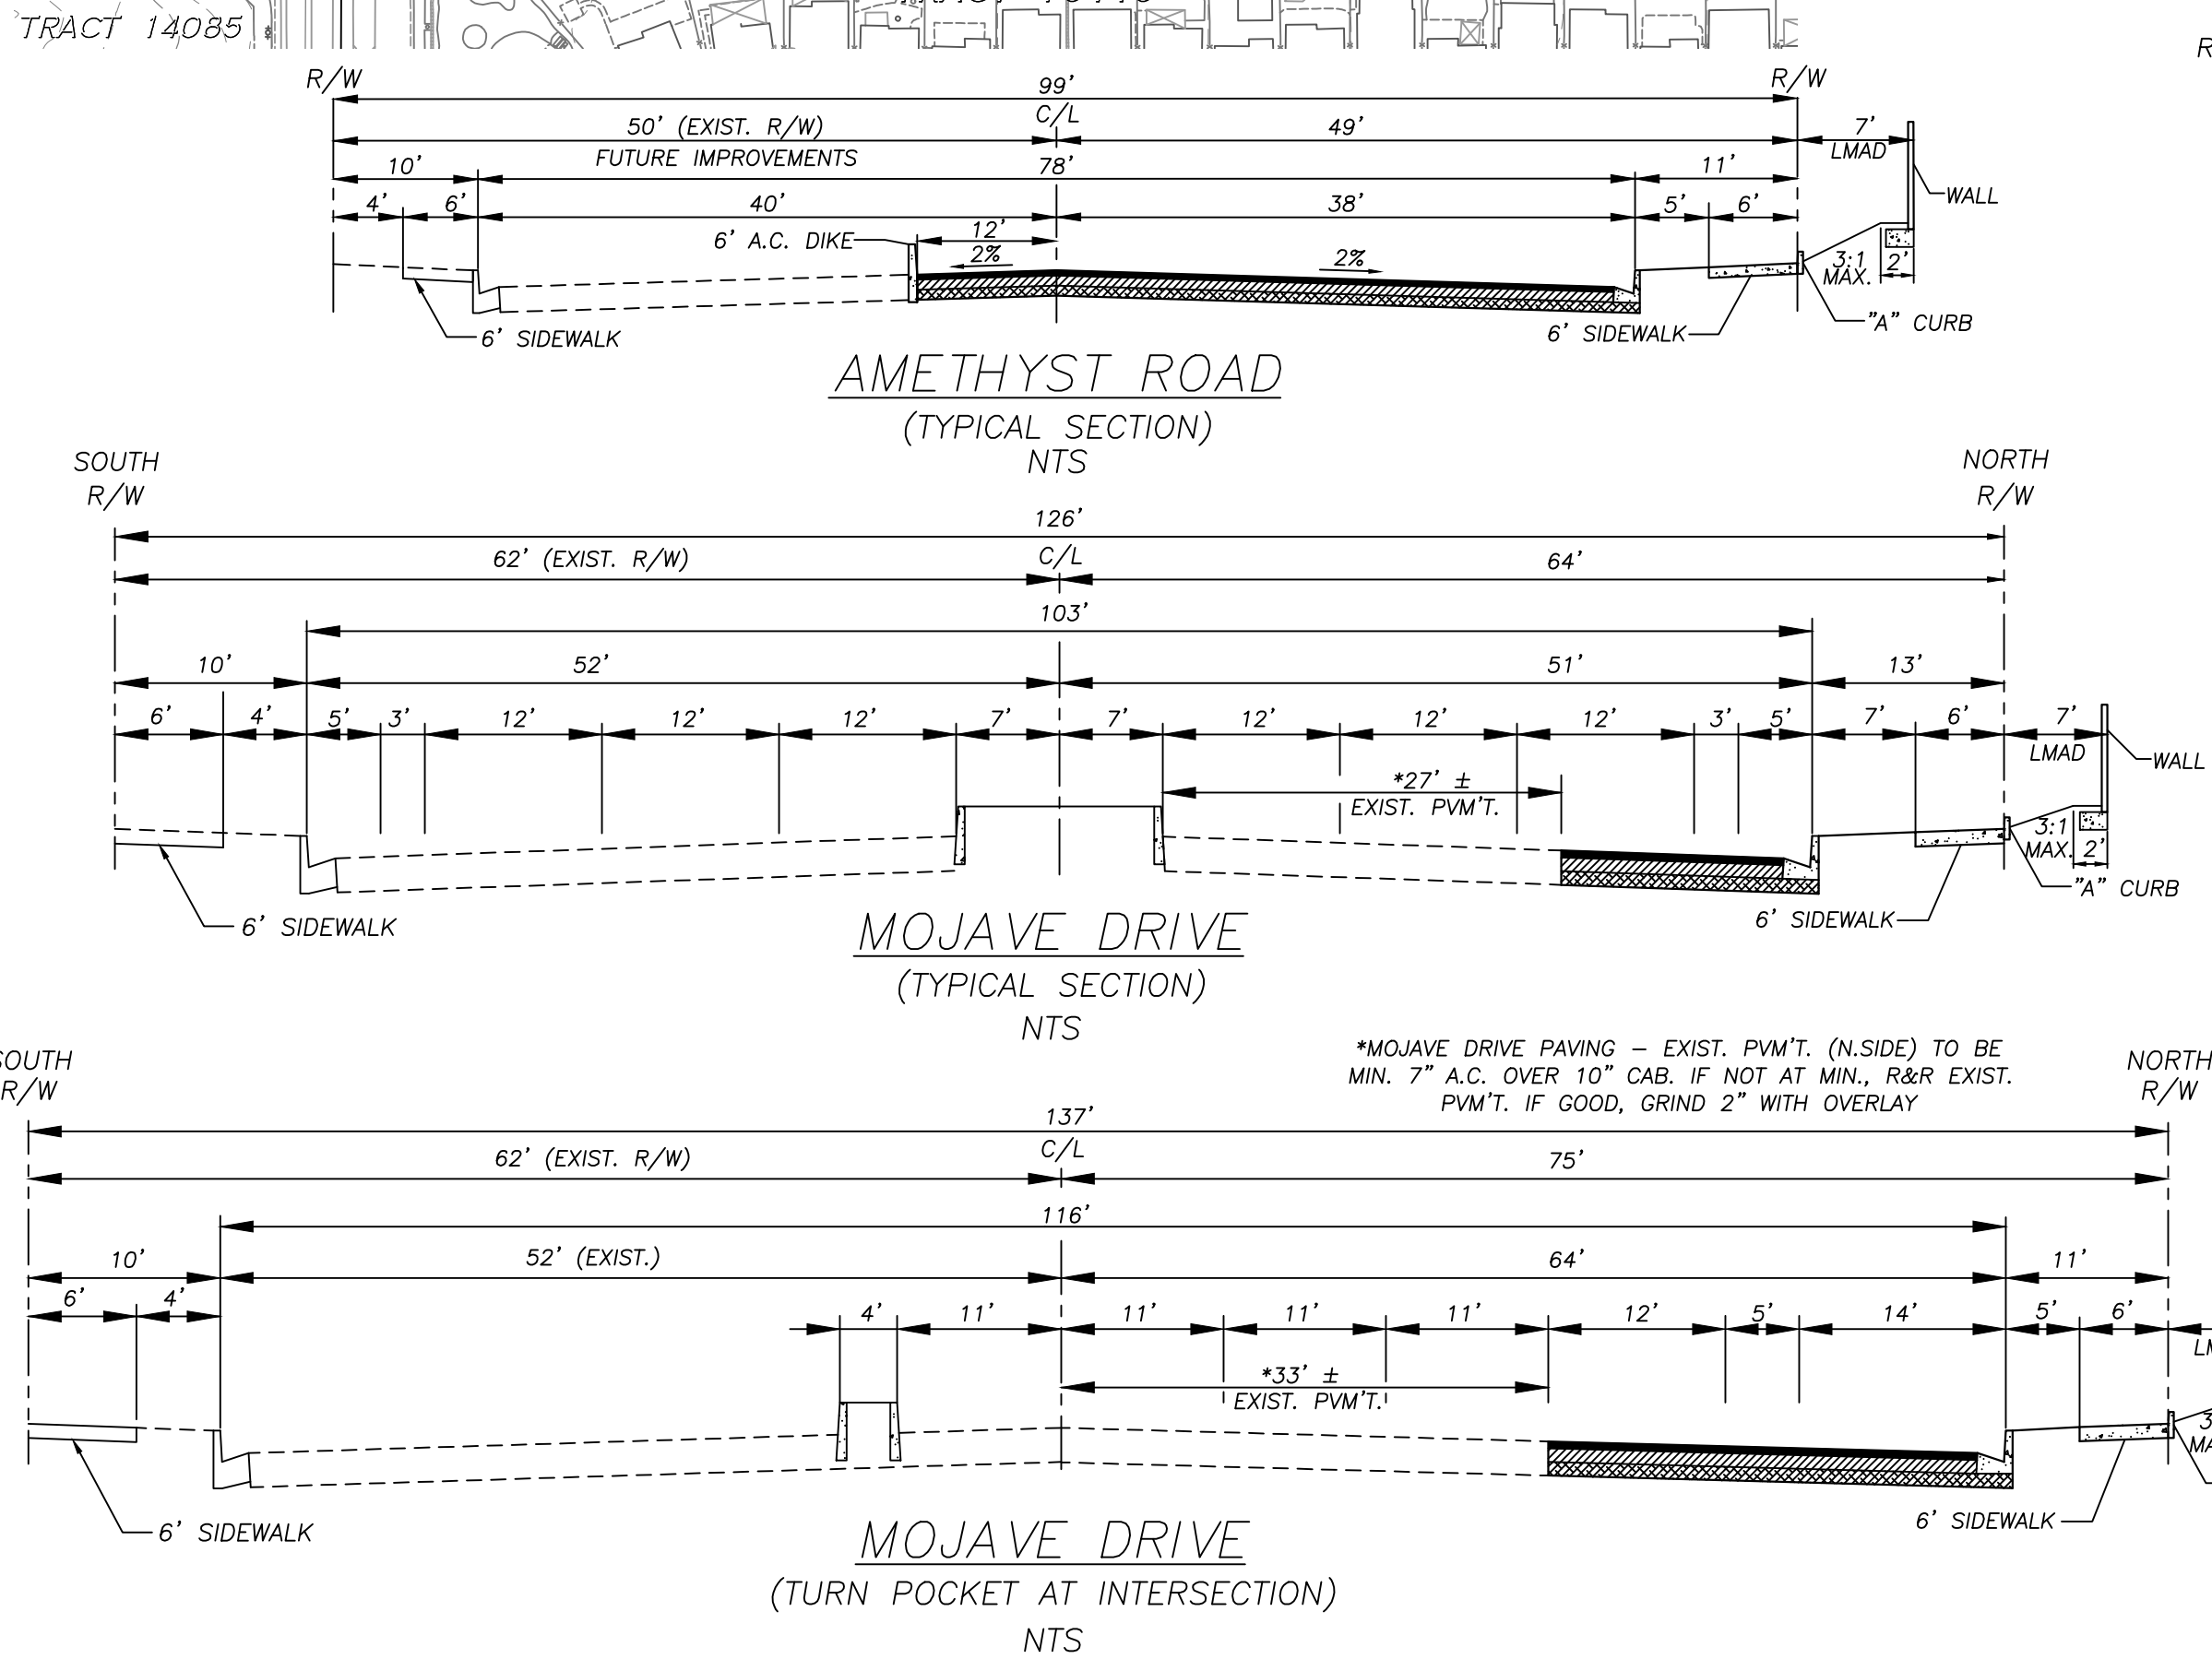 TRACT 14085
R/W
99'
R/W
C/L
50' (EXIST. R/W)
49'
7'
LMAD
FUTURE IMPROVEMENTS
10'
78'
11'
WALL
4'
6'
40'
38'
5'
6'
6' A.C. DIKE
12'
2%
2%
3:1
MAX.
2'
6' SIDEWALK
6' SIDEWALK
"A" CURB
AMETHYST ROAD
(TYPICAL SECTION)
NTS
SOUTH
R/W
NORTH
R/W
126'
62' (EXIST. R/W)
C/L
64'
103'
10'
52'
51'
13'
6'
4'
5'
3'
12'
12'
12'
7'
7'
12'
12'
12'
3'
5'
7'
6'
7'
LMAD
WALL
*27' ±
EXIST. PVM'T.
3:1
MAX.
2'
"A" CURB
6' SIDEWALK
6' SIDEWALK
MOJAVE DRIVE
(TYPICAL SECTION)
NTS
*MOJAVE DRIVE PAVING – EXIST. PVM'T. (N.SIDE) TO BE
MIN. 7" A.C. OVER 10" CAB. IF NOT AT MIN., R&R EXIST.
PVM'T. IF GOOD, GRIND 2" WITH OVERLAY
SOUTH
R/W
NORTH
R/W
137'
62' (EXIST. R/W)
C/L
75'
116'
10'
52' (EXIST.)
64'
11'
6'
4'
4'
11'
11'
11'
11'
12'
5'
14'
5'
6'
*33' ±
EXIST. PVM'T.
6' SIDEWALK
6' SIDEWALK
MOJAVE DRIVE
(TURN POCKET AT INTERSECTION)
NTS